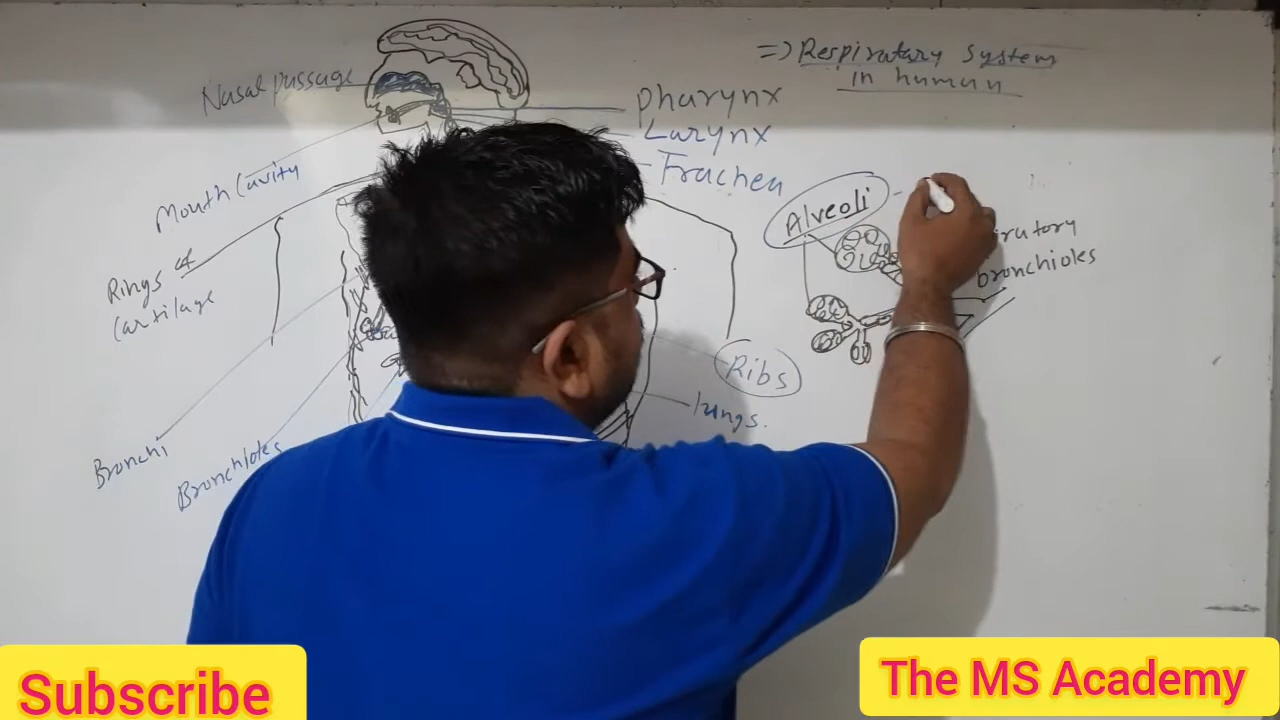 => Respiratory System
in human
Nasal passage
pharynx
Larynx
Trachea
Mouth Cavity
Rings of
Cartilage
Alveoli
bronchioles
Ribs
lungs.
Bronchi
Bronchioles
Subscribe
The MS Academy